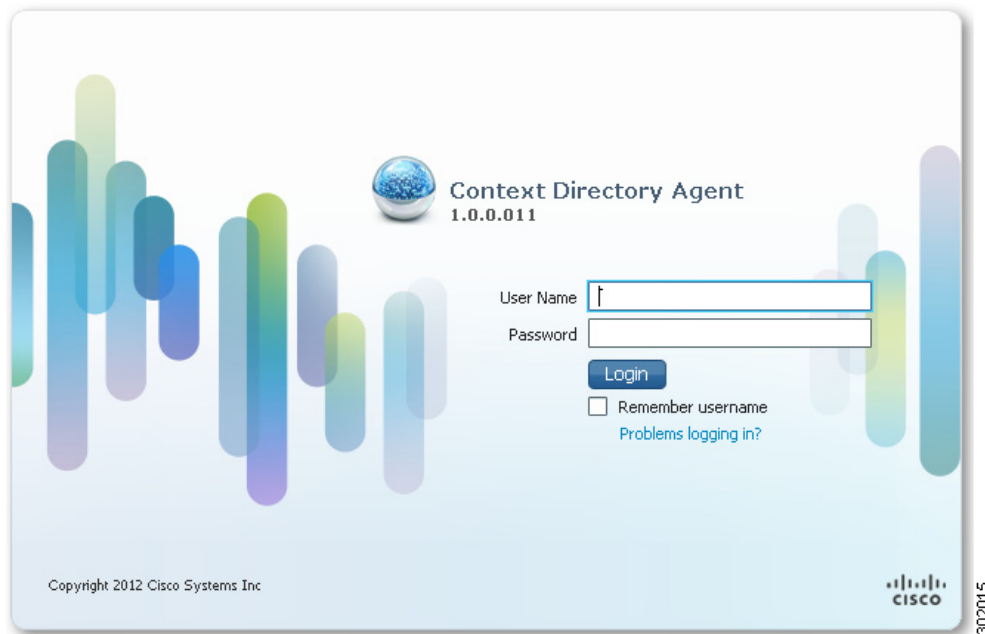 Context Directory Agent
1.0.0.011
User Name
Password
Login
Remember username
Problems logging in?
Copyright 2012 Cisco Systems Inc
CISCO
302015